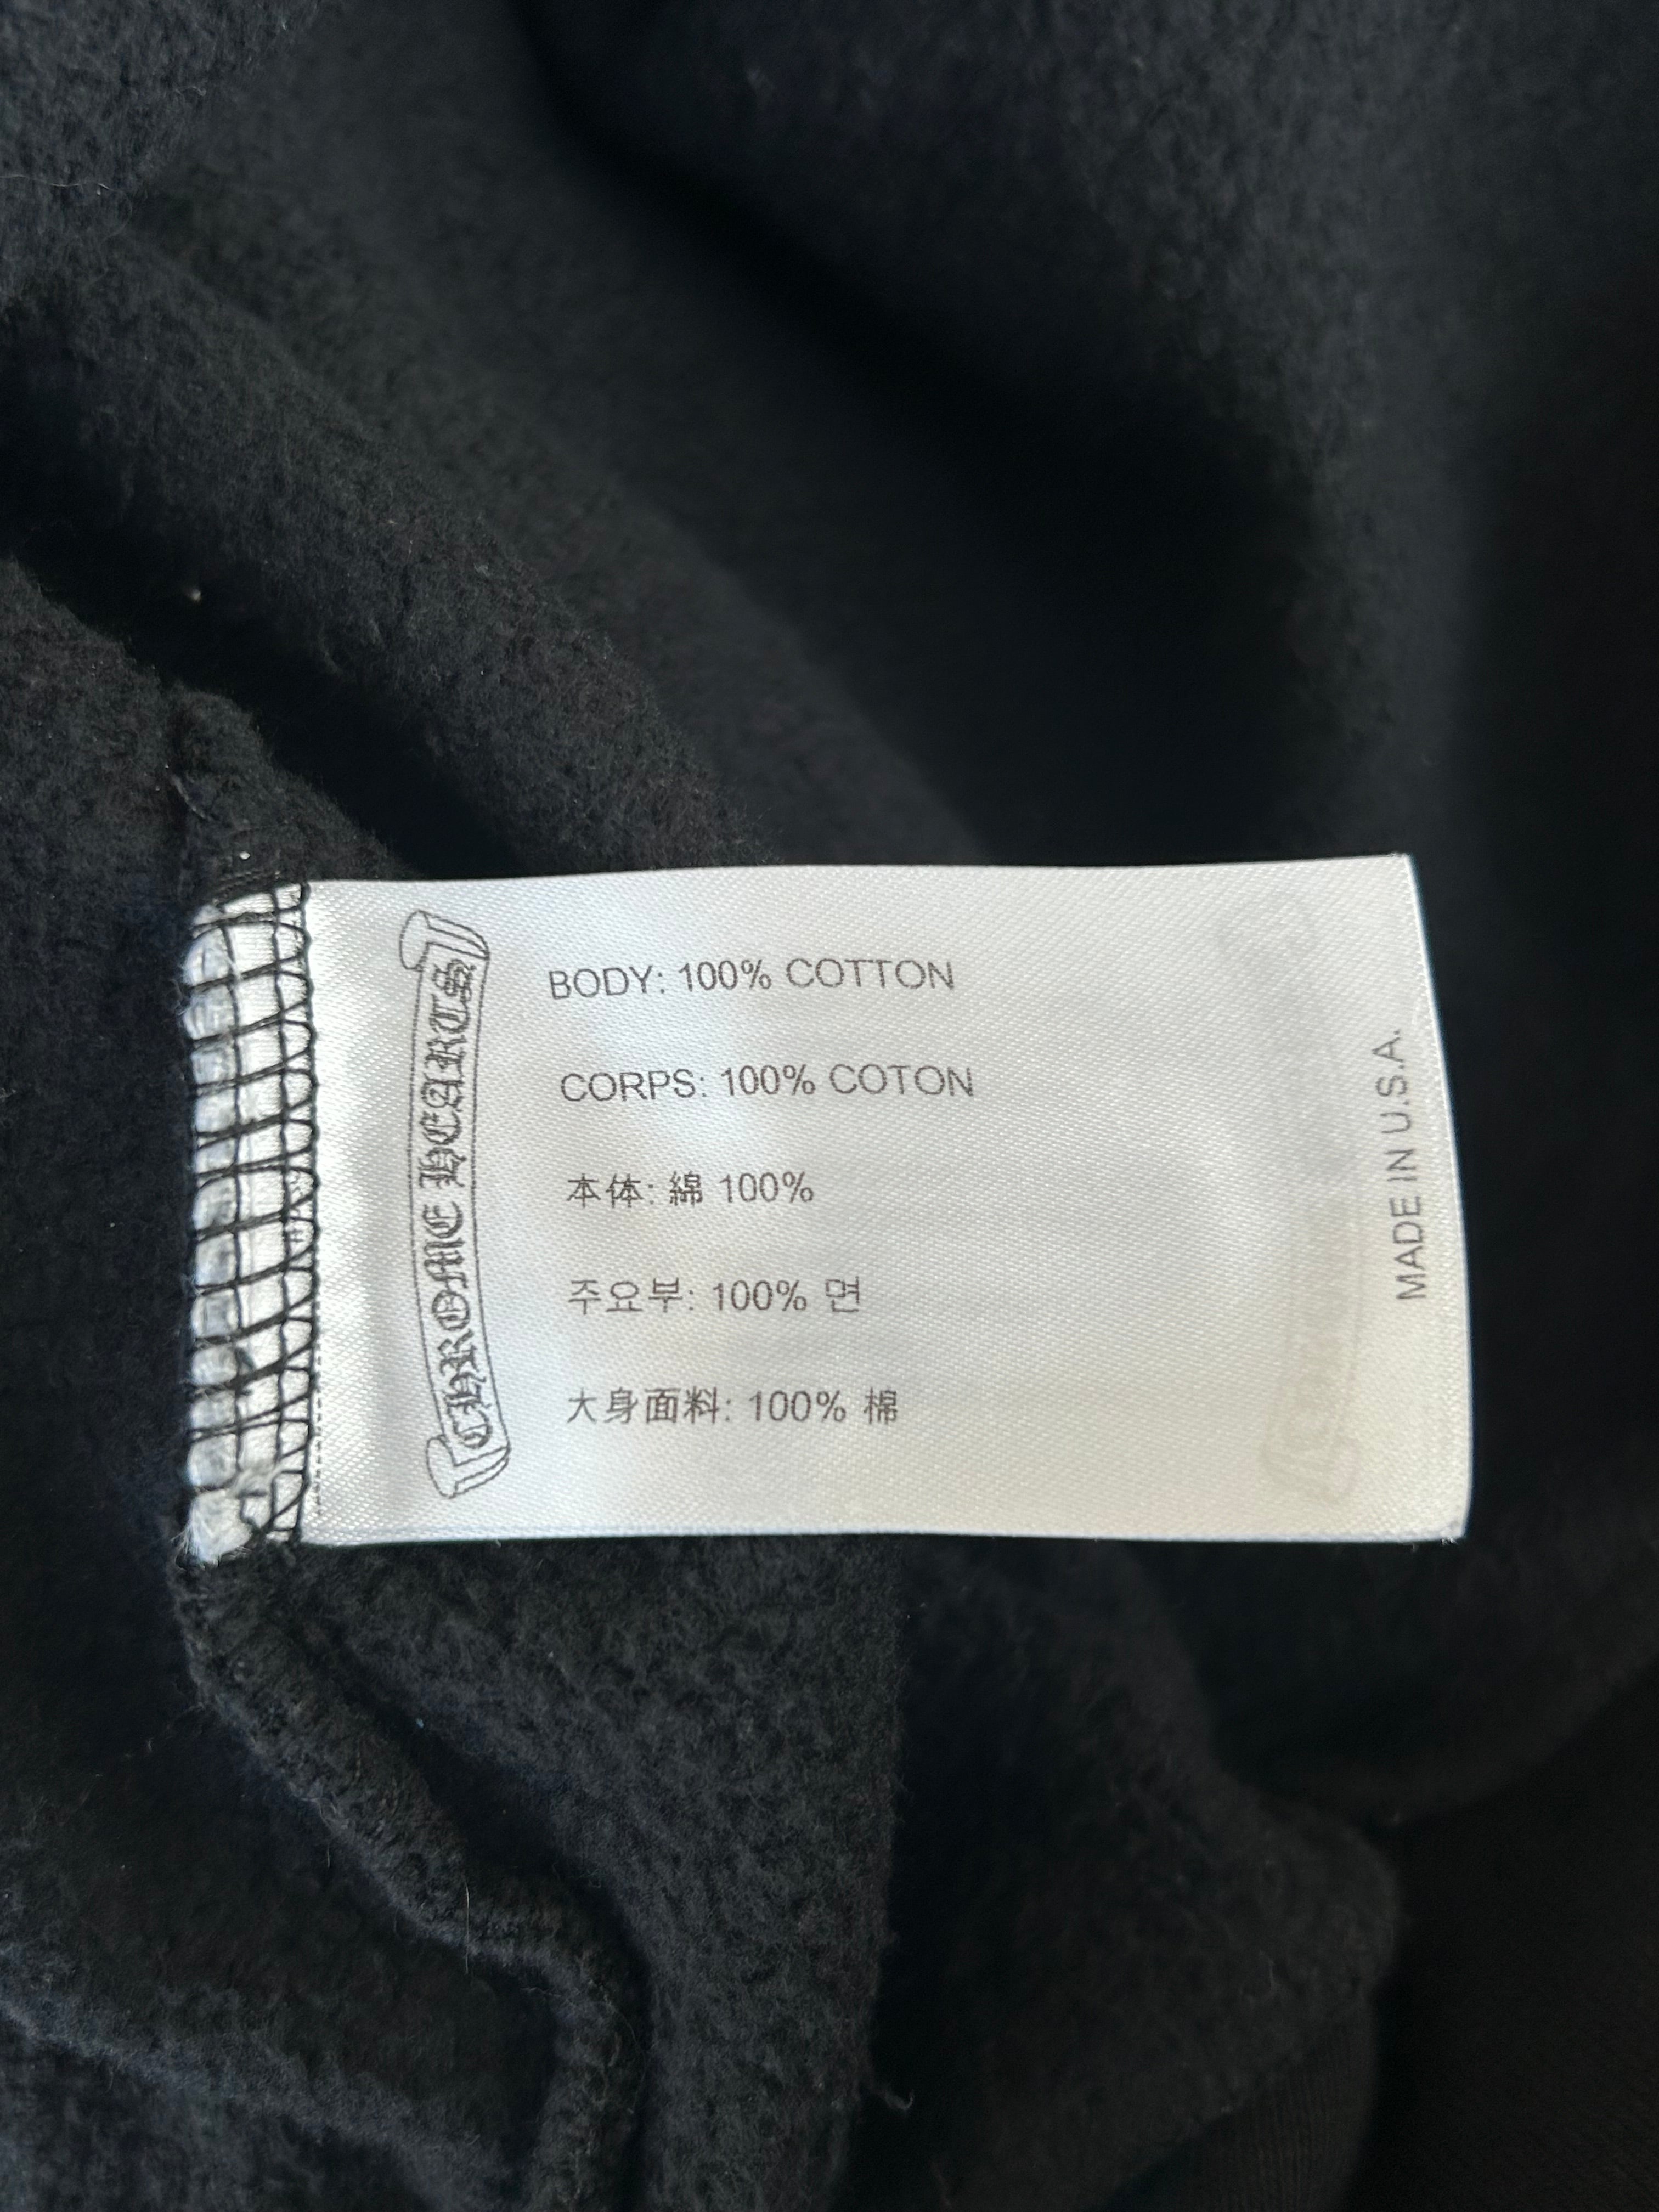 CHROME HEARTS
BODY: 100% COTTON
CORPS: 100% COTON
本体: 綿 100%
주요부: 100% 면
大身面料: 100% 棉
MADE IN U.S.A.